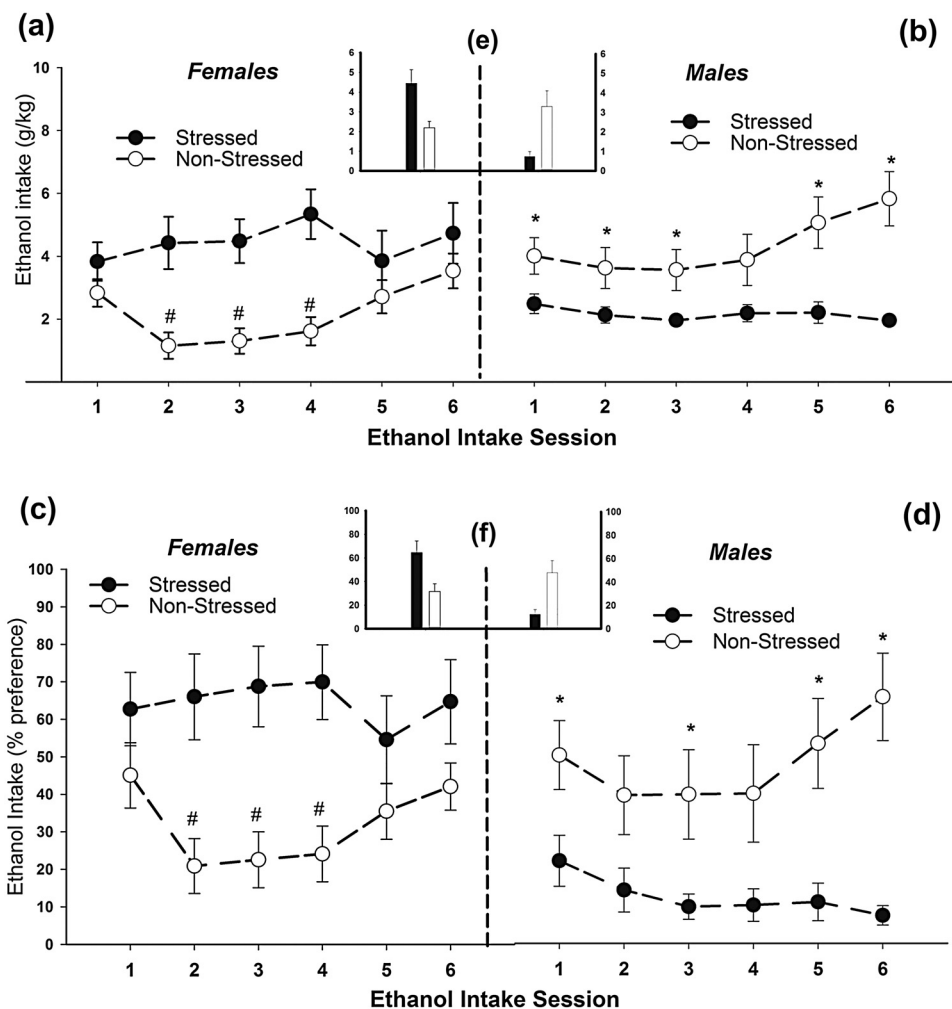 (a)
(e)
(b)
Females
Males
Ethanol intake (g/kg)
10
8
6
4
2
Stressed
Non-Stressed
6
5
4
3
2
1
0
6
5
4
3
2
1
0
Stressed
Non-Stressed
# # #
* * * * *
1 2 3 4 5 6 1 2 3 4 5 6
Ethanol Intake Session
(c)
(f)
(d)
Females
Males
Ethanol Intake (% preference)
100
90
80
70
60
50
40
30
20
10
0
Stressed
Non-Stressed
100
80
60
40
20
0
100
80
60
40
20
0
Stressed
Non-Stressed
# # #
* * * *
1 2 3 4 5 6 1 2 3 4 5 6
Ethanol Intake Session